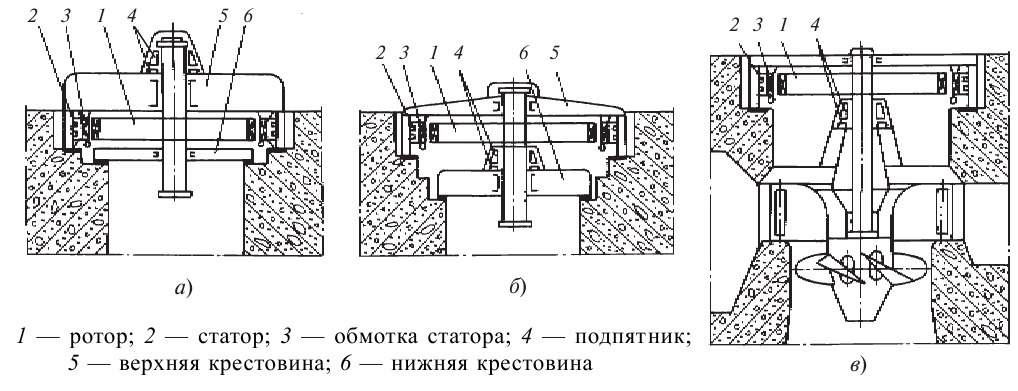 2 3 1 4 5 6
2 3 1 4 6 5
2 3 1 4
а) б)
1 — ротор; 2 — статор; 3 — обмотка статора; 4 — подпятник;
5 — верхняя крестовина; 6 — нижняя крестовина
в)